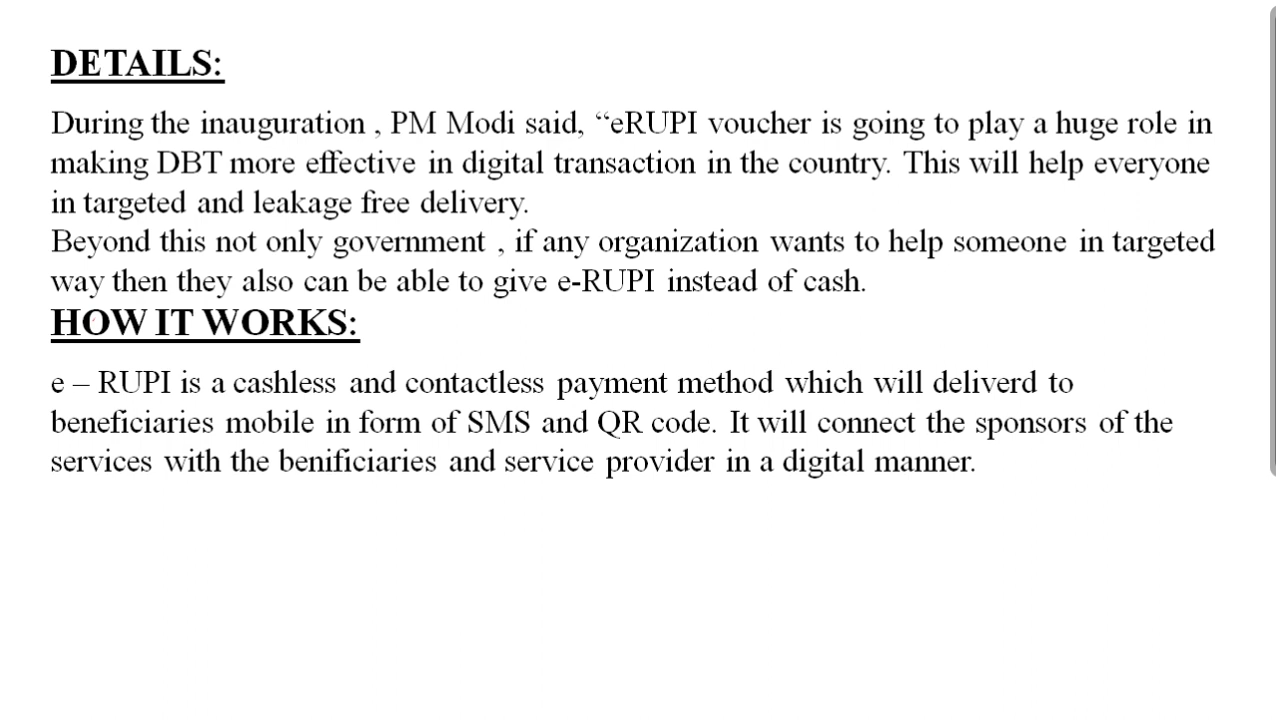 DETAILS:
During the inauguration , PM Modi said, “eRUPI voucher is going to play a huge role in
making DBT more effective in digital transaction in the country. This will help everyone
in targeted and leakage free delivery.
Beyond this not only government , if any organization wants to help someone in targeted
way then they also can be able to give e-RUPI instead of cash.
HOW IT WORKS:
e – RUPI is a cashless and contactless payment method which will deliverd to
beneficiaries mobile in form of SMS and QR code. It will connect the sponsors of the
services with the benificiaries and service provider in a digital manner.